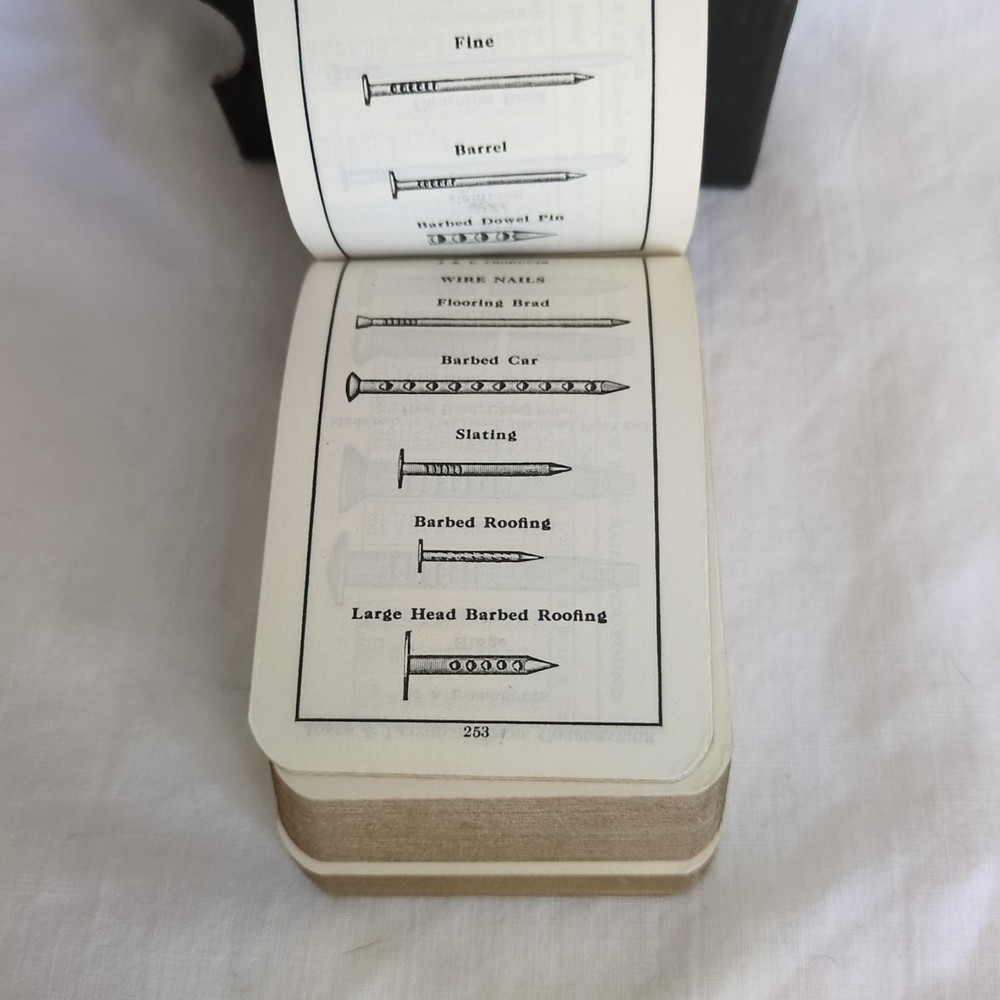 Fine
Barrel
Barbed Dowel Pin
J & L PRODUCTS
WIRE NAILS
Flooring Brad
Barbed Car
Slating
Barbed Roofing
Large Head Barbed Roofing
253